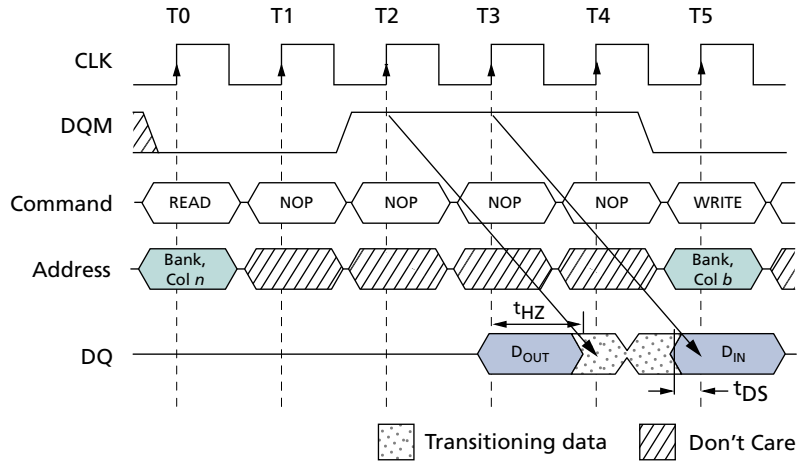 T0 T1 T2 T3 T4 T5
CLK
DQM
Command READ NOP NOP NOP NOP WRITE
Address Bank, Col n Bank, Col b
tHZ
DQ DOUT DIN
tDS
Transitioning data Don't Care